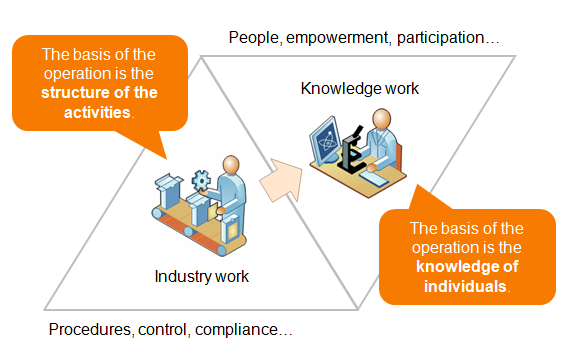 People, empowerment, participation…
The basis of the
operation is the
structure of the
activities.
Knowledge work
The basis of the
operation is the
knowledge of
individuals.
Industry work
Procedures, control, compliance…